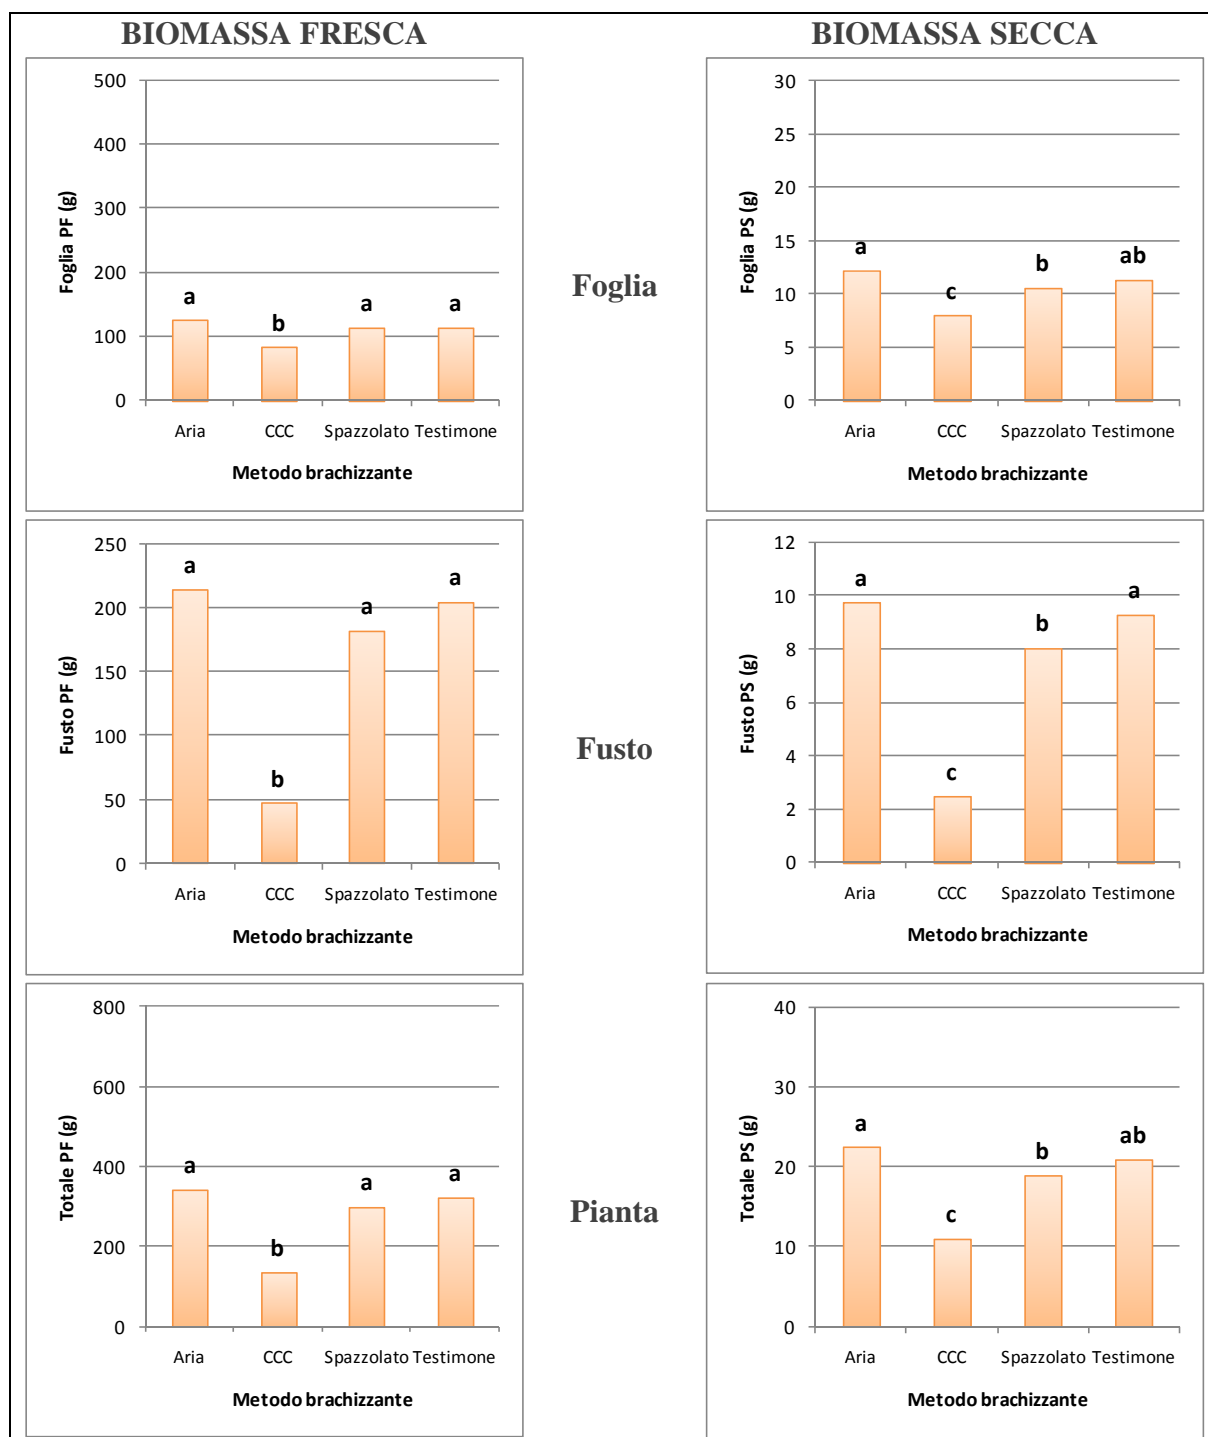 BIOMASSA FRESCA
BIOMASSA SECCA
500
400
300
200
100
0
Foglia PF (g)
a
b
a
a
Aria CCC Spazzolato Testimone
Metodo brachizzante
Foglia
30
25
20
15
10
5
0
Foglia PS (g)
a
c
b
ab
Aria CCC Spazzolato Testimone
Metodo brachizzante
250
200
150
100
50
0
Fusto PF (g)
a
b
a
a
Aria CCC Spazzolato Testimone
Metodo brachizzante
Fusto
12
10
8
6
4
2
0
Fusto PS (g)
a
c
b
a
Aria CCC Spazzolato Testimone
Metodo brachizzante
800
600
400
200
0
Totale PF (g)
a
b
a
a
Aria CCC Spazzolato Testimone
Metodo brachizzante
Pianta
40
30
20
10
0
Totale PS (g)
a
c
b
ab
Aria CCC Spazzolato Testimone
Metodo brachizzante